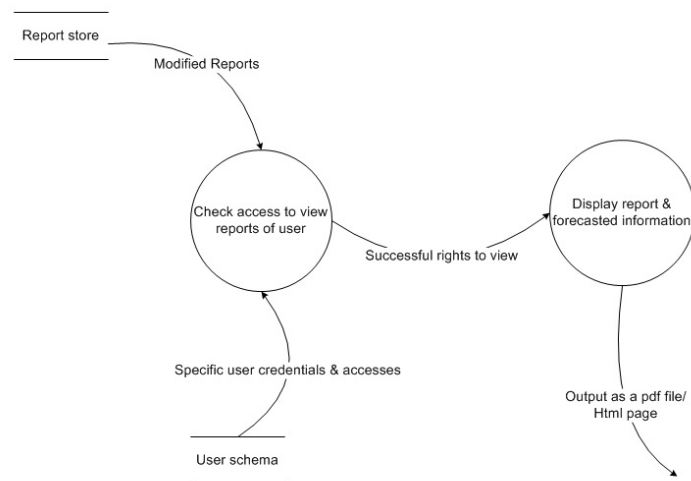 Report store
Modified Reports
Check access to view
reports of user
Display report &
forecasted information
Successful rights to view
Specific user credentials & accesses
Output as a pdf file/
Html page
User schema